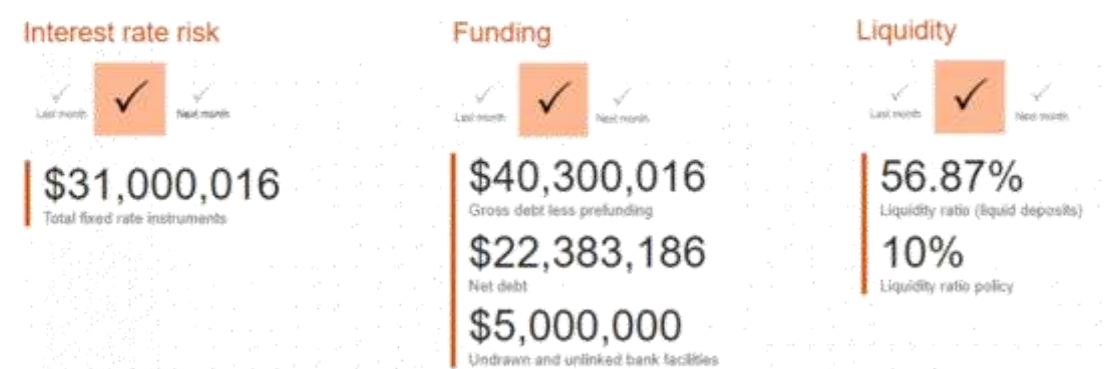 Interest rate risk
Last month
Next month
$31,000,016
Total fixed rate instruments
Funding
Last month
Next month
$40,300,016
Gross debt less prefunding
$22,383,186
Net debt
$5,000,000
Undrawn and unlinked bank facilities
Liquidity
Last month
Next month
56.87%
Liquidity ratio (liquid deposits)
10%
Liquidity ratio policy